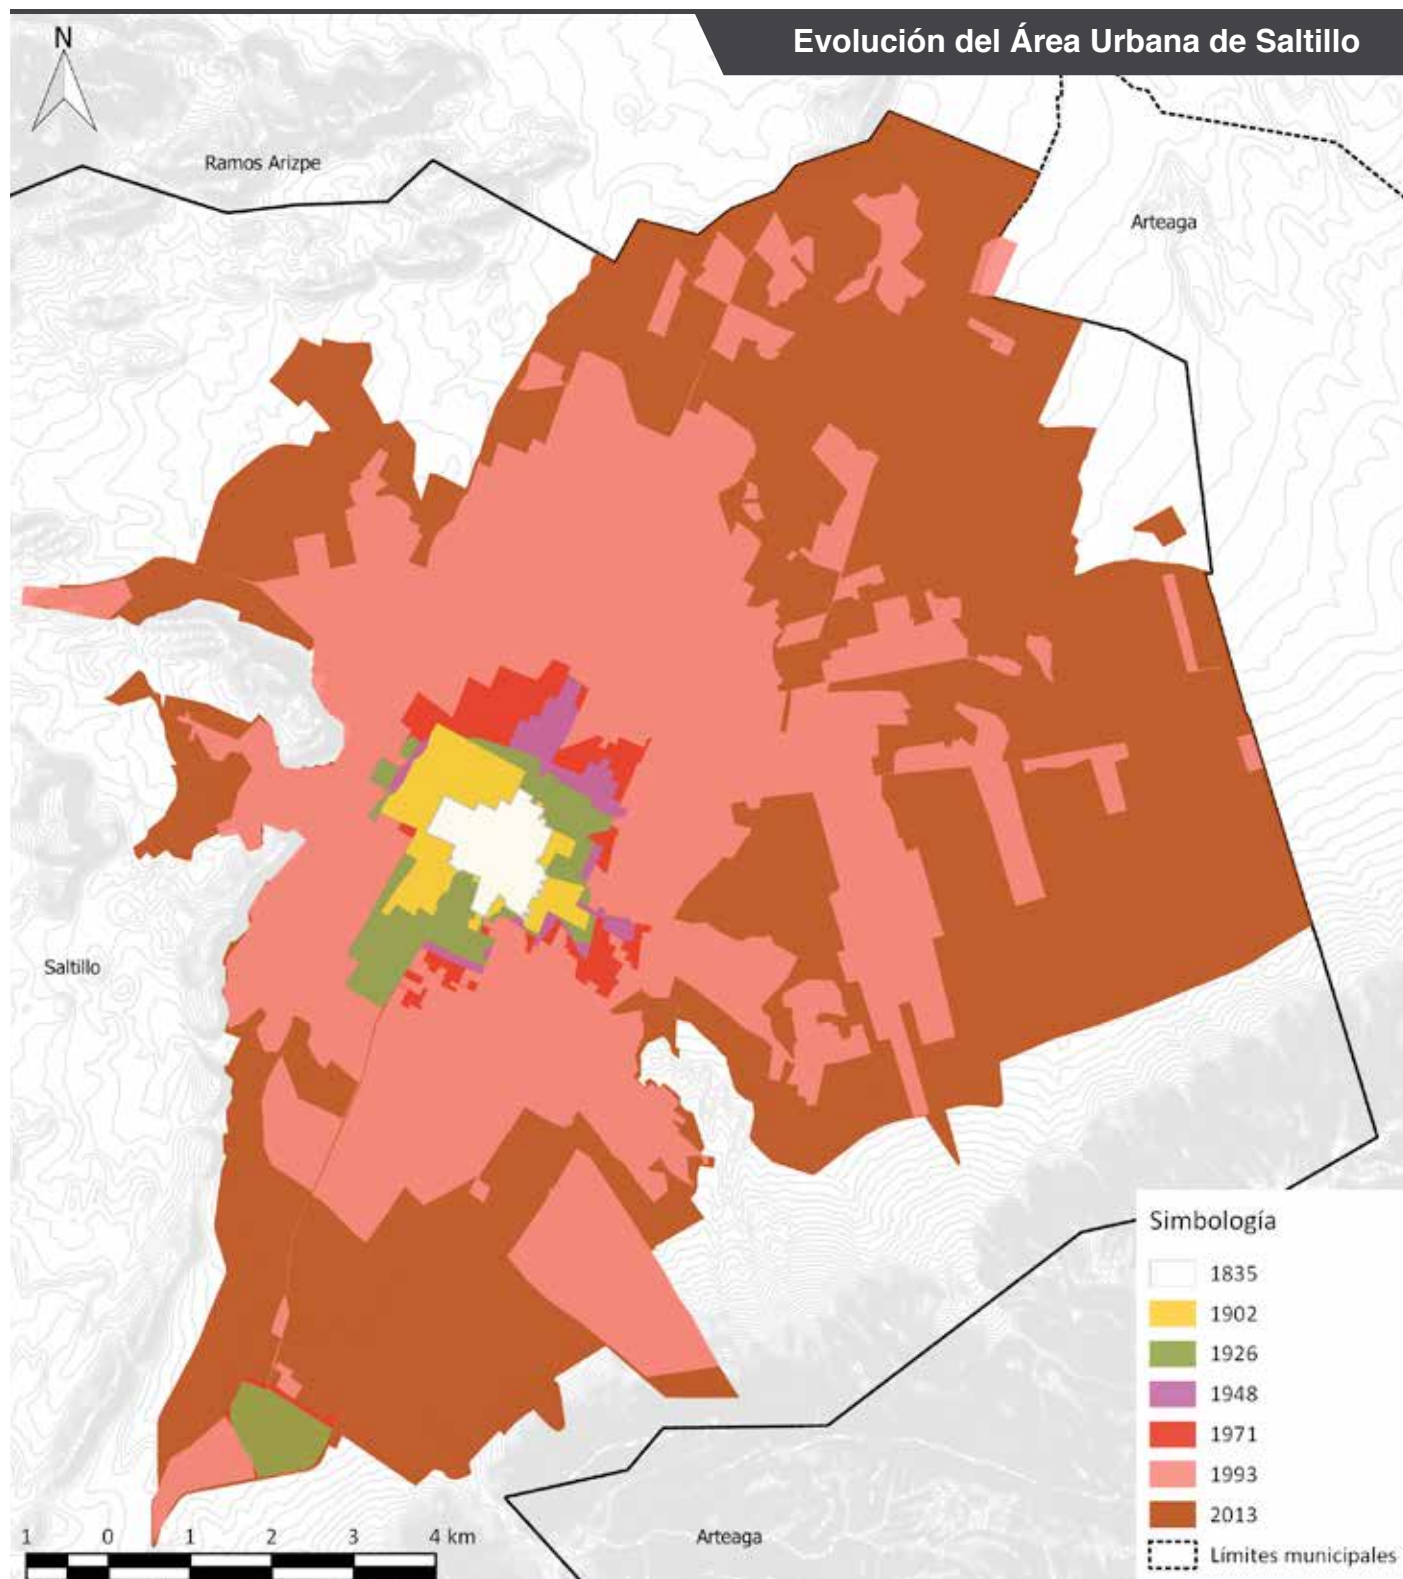 Evolución del Área Urbana de Saltillo
N
Ramos Arizpe
Arteaga
Saltillo
Simbología
1835
1902
1926
1948
1971
1993
2013
Límites municipales
1 0 1 2 3 4 km
Arteaga